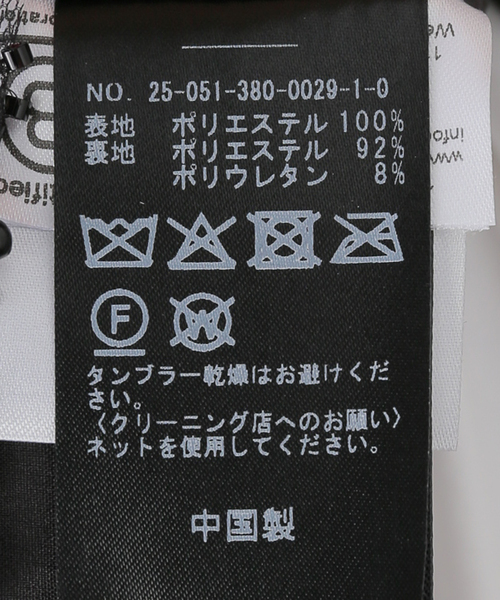 NO. 25-051-380-0029-1-0
表地 ポリエステル 100%
裏地 ポリエステル 92%
ポリウレタン 8%
F
W
タンブラー乾燥はお避けくだ
さい。
〈クリーニング店へのお願い〉
ネットを使用してください。
中国製